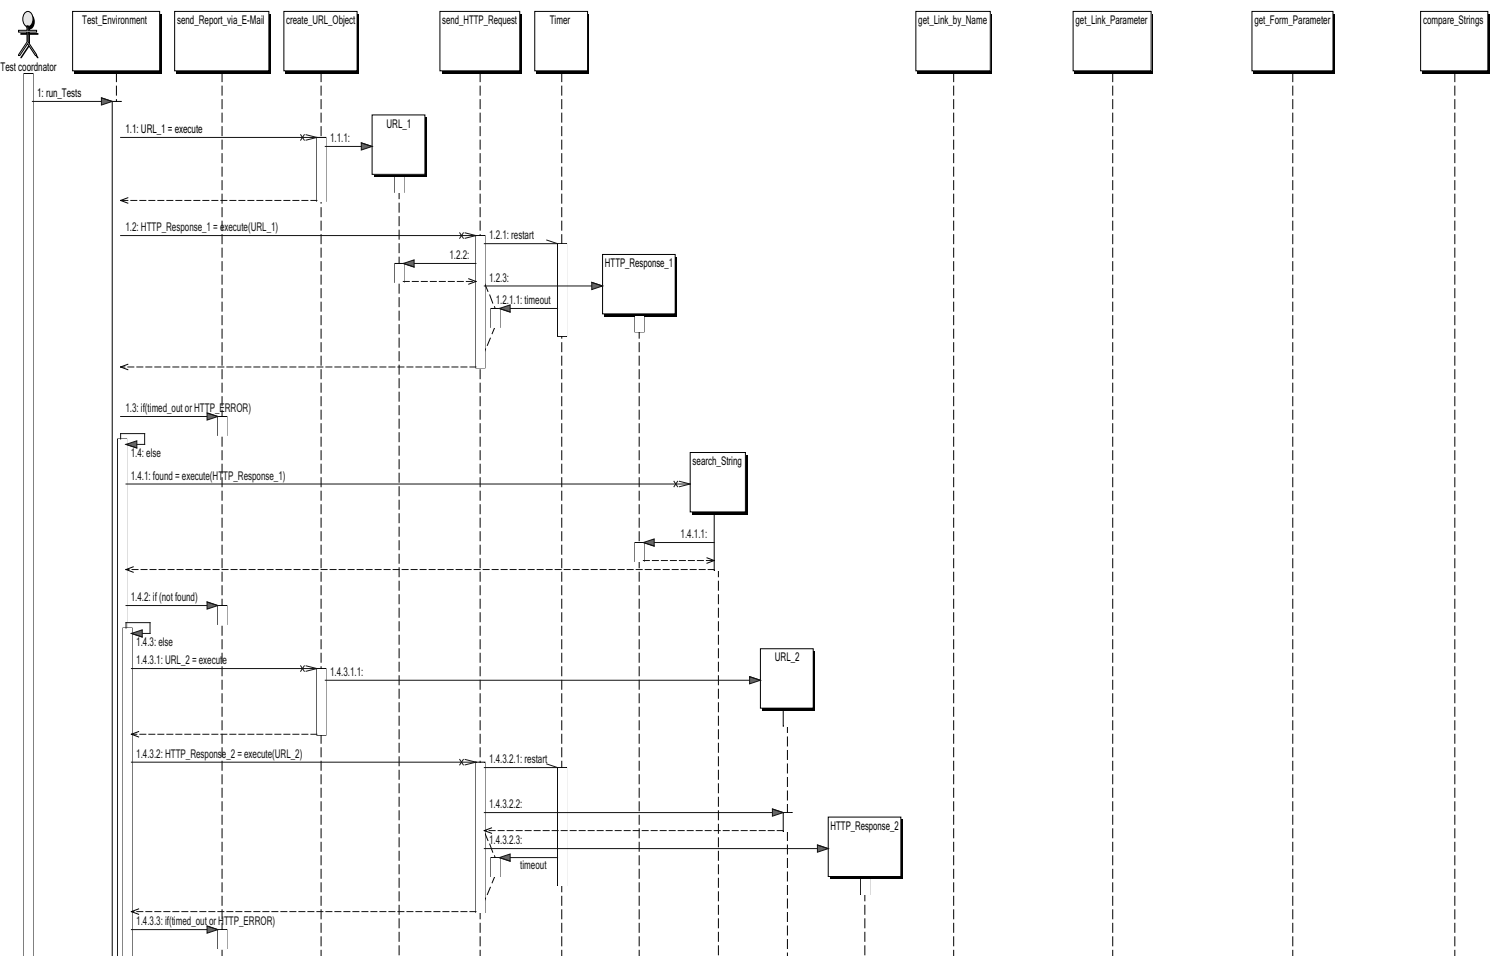 Test_Environment
send_Report_via_E-Mail
create_URL_Object
send_HTTP_Request
Timer
get_Link_by_Name
get_Link_Parameter
get_Form_Parameter
compare_Strings
Test coordnator
1: run_Tests
URL_1
1.1: URL_1 = execute
1.1.1:
1.2: HTTP_Response_1 = execute(URL_1)
1.2.1: restart
1.2.2:
HTTP_Response_1
1.2.3:
1.2.1.1: timeout
1.3: if(timed_out or HTTP_ERROR)
1.4: else
search_String
1.4.1: found = execute(HTTP_Response_1)
1.4.1.1:
1.4.2: if (not found)
1.4.3: else
1.4.3.1: URL_2 = execute
URL_2
1.4.3.1.1:
1.4.3.2: HTTP_Response_2 = execute(URL_2)
1.4.3.2.1: restart
1.4.3.2.2:
HTTP_Response_2
1.4.3.2.3:
timeout
1.4.3.3: if(timed_out or HTTP_ERROR)